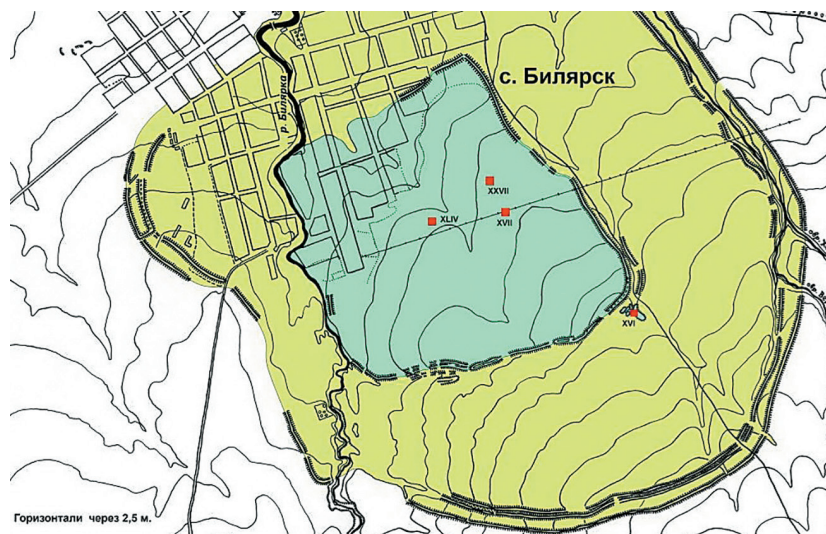 с. Билярск
р. Билярка
XXVII
XLIV
XVII
XVI
Горизонтали через 2,5 м.